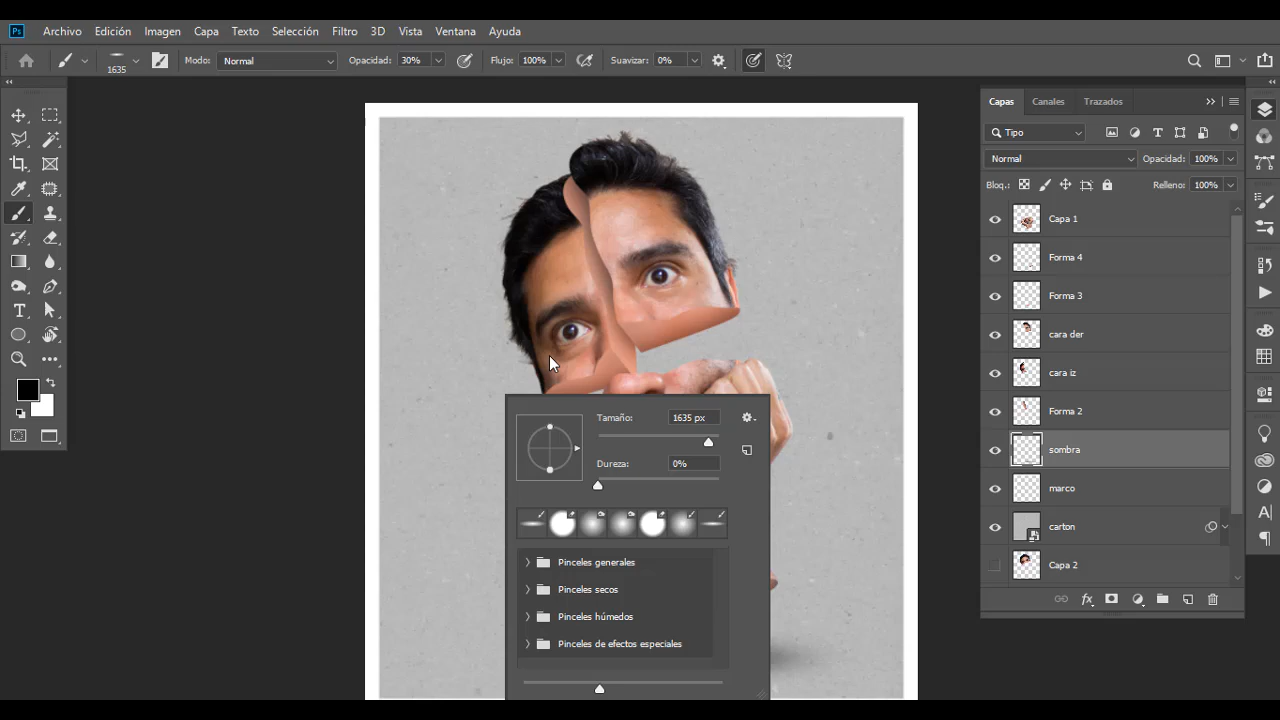 Ps Archivo Edición Imagen Capa Texto Selección Filtro 3D Vista Ventana Ayuda
1635 Modo: Normal Opacidad: 30% Flujo: 100% Suavizar: 0%
Capas Canales Trazados
Tipo
Normal Opacidad: 100%
Bloq.: Relleno: 100%
Capa 1
Forma 4
Forma 3
cara der
cara iz
Forma 2
sombra
marco
carton
Capa 2
fx
Tamaño: 1635 px
Dureza: 0%
Pinceles generales
Pinceles secos
Pinceles húmedos
Pinceles de efectos especiales